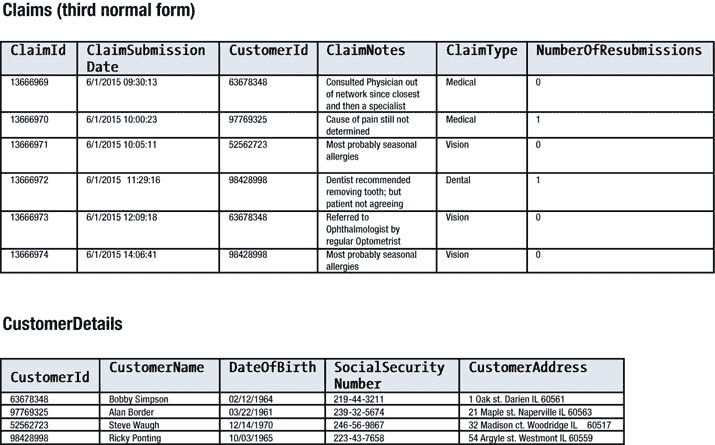 Claims (third normal form)
ClaimId ClaimSubmission Date CustomerId ClaimNotes ClaimType NumberOfResubmissions
13666969 6/1/2015 09:30:13 63678348 Consulted Physician out of network since closest and then a specialist Medical 0
13666970 6/1/2015 10:00:23 97769325 Cause of pain still not determined Medical 1
13666971 6/1/2015 10:05:11 52562723 Most probably seasonal allergies Vision 0
13666972 6/1/2015 11:29:16 98428998 Dentist recommended removing tooth; but patient not agreeing Dental 1
13666973 6/1/2015 12:09:18 63678348 Referred to Ophthalmologist by regular Optometrist Vision 0
13666974 6/1/2015 14:06:41 98428998 Most probably seasonal allergies Vision 0
CustomerDetails
CustomerId CustomerName DateOfBirth SocialSecurity Number CustomerAddress
63678348 Bobby Simpson 02/12/1964 219-44-3211 1 Oak st. Darien IL 60561
97769325 Alan Border 03/22/1961 239-32-5674 21 Maple st. Naperville IL 60563
52562723 Steve Waugh 12/14/1970 246-56-9867 32 Madison ct. Woodridge IL 60517
98428998 Ricky Ponting 10/03/1965 223-43-7658 54 Argyle st. Westmont IL 60559